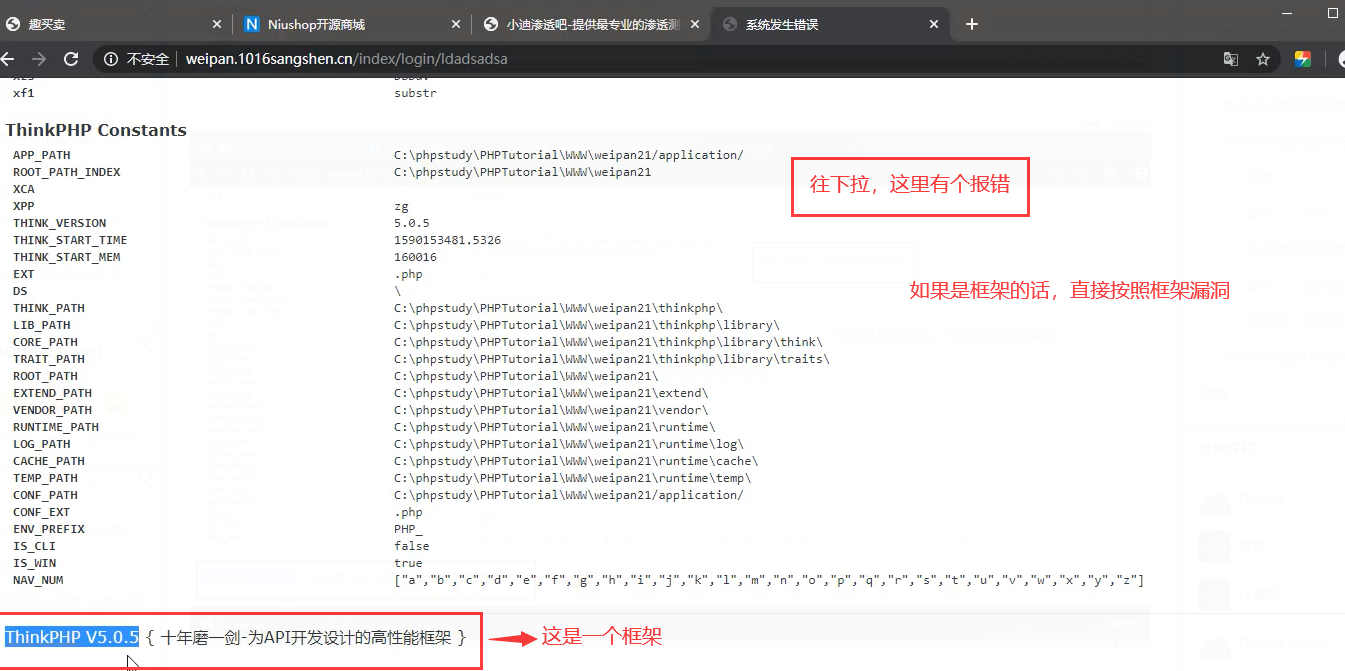 趣买卖
Niushop开源商城
小迪渗透吧-提供最专业的渗透测
系统发生错误
不安全
weipan.1016sangshen.cn/index/login/ldadsadsa
xf1 substr
ThinkPHP Constants
APP_PATH C:\phpstudy\PHPTutorial\WWW\weipan21/application/
ROOT_PATH_INDEX C:\phpstudy\PHPTutorial\WWW\weipan21
XCA
XPP zg
THINK_VERSION 5.0.5
THINK_START_TIME 1590153481.5326
THINK_START_MEM 160016
EXT .php
DS \
THINK_PATH C:\phpstudy\PHPTutorial\WWW\weipan21\thinkphp\
LIB_PATH C:\phpstudy\PHPTutorial\WWW\weipan21\thinkphp\library\
CORE_PATH C:\phpstudy\PHPTutorial\WWW\weipan21\thinkphp\library\think\
TRAIT_PATH C:\phpstudy\PHPTutorial\WWW\weipan21\thinkphp\library\traits\
ROOT_PATH C:\phpstudy\PHPTutorial\WWW\weipan21\
EXTEND_PATH C:\phpstudy\PHPTutorial\WWW\weipan21\extend\
VENDOR_PATH C:\phpstudy\PHPTutorial\WWW\weipan21\vendor\
RUNTIME_PATH C:\phpstudy\PHPTutorial\WWW\weipan21\runtime\
LOG_PATH C:\phpstudy\PHPTutorial\WWW\weipan21\runtime\log\
CACHE_PATH C:\phpstudy\PHPTutorial\WWW\weipan21\runtime\cache\
TEMP_PATH C:\phpstudy\PHPTutorial\WWW\weipan21\runtime\temp\
CONF_PATH C:\phpstudy\PHPTutorial\WWW\weipan21/application/
CONF_EXT .php
ENV_PREFIX PHP_
IS_CLI false
IS_WIN true
NAV_NUM ["a","b","c","d","e","f","g","h","i","j","k","l","m","n","o","p","q","r","s","t","u","v","w","x","y","z"]
往下拉，这里有个报错
如果是框架的话，直接按照框架漏洞
ThinkPHP V5.0.5 { 十年磨一剑-为API开发设计的高性能框架 }
这是一个框架